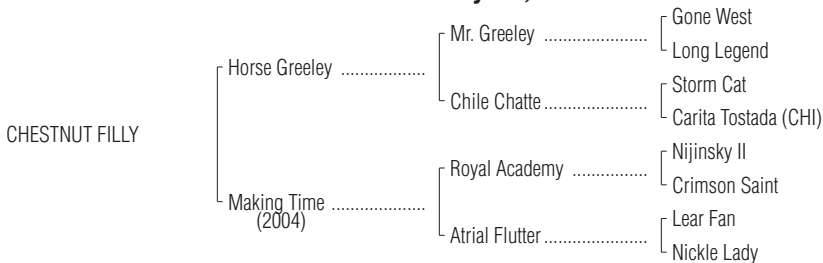 Gone West
Mr. Greeley ..................
Long Legend
Horse Greeley ..................
Storm Cat
Chile Chatte ..................
Carita Tostada (CHI)
CHESTNUT FILLY
Nijinsky II
Royal Academy ..................
Crimson Saint
Making Time ..................
(2004)
Lear Fan
Atrial Flutter ..................
Nickle Lady